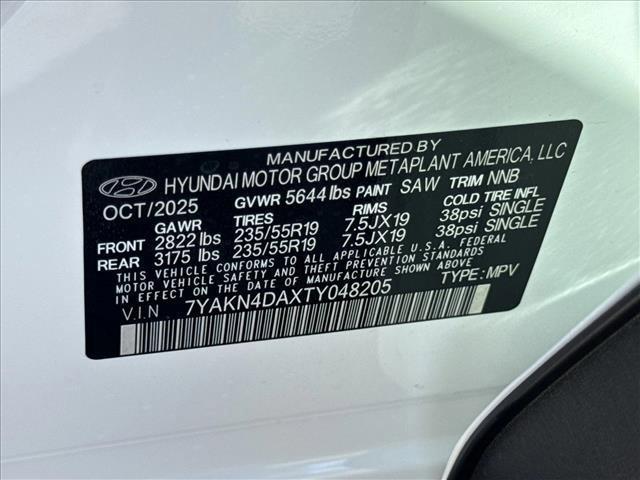 MANUFACTURED BY
HYUNDAI MOTOR GROUP METAPLANT AMERICA, LLC
OCT/2025 GVWR 5644 lbs PAINT SAW TRIM NNB
GAWR TIRES RIMS COLD TIRE INFL
FRONT 2822 lbs 235/55R19 7.5JX19 38psi SINGLE
REAR 3175 lbs 235/55R19 7.5JX19 38psi SINGLE
THIS VEHICLE CONFORMS TO ALL APPLICABLE U.S.A. FEDERAL
MOTOR VEHICLE SAFETY, BUMPER, AND THEFT PREVENTION
STANDARDS IN EFFECT ON THE DATE OF MANUFACTURE SHOWN ABOVE
V.I.N 7YAKN4DAXTY048205 TYPE: MPV